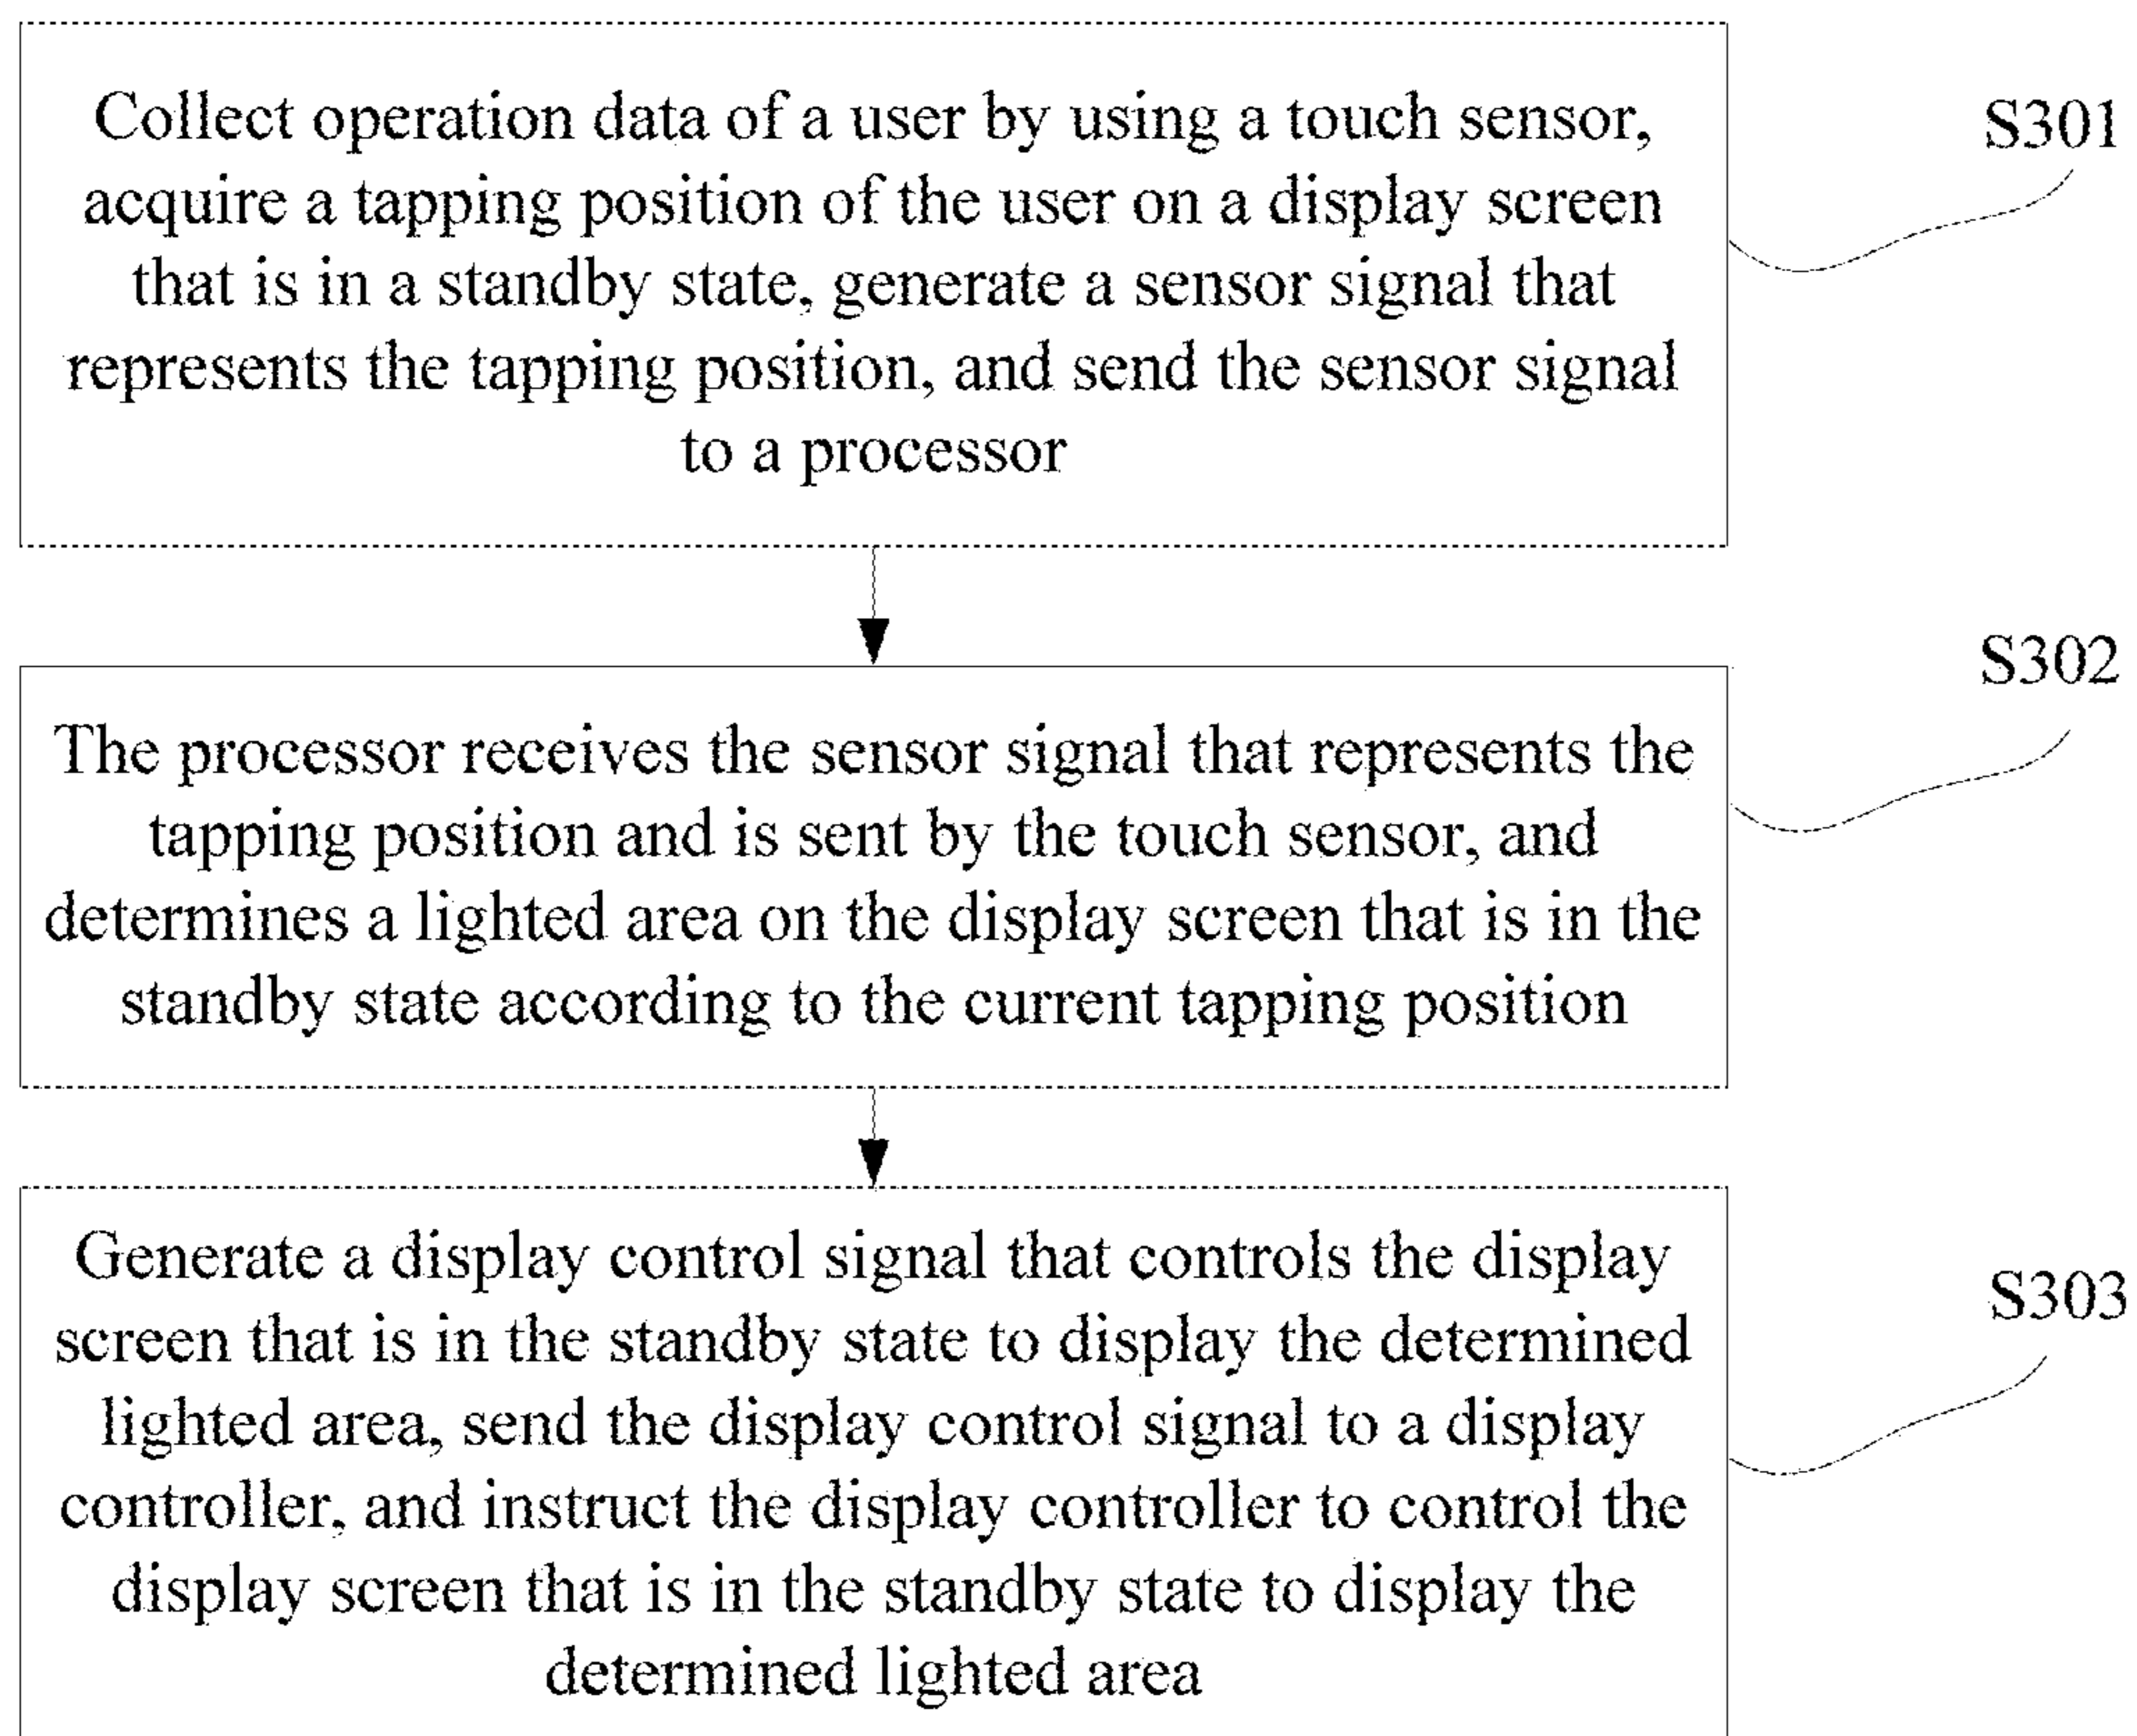 Collect operation data of a user by using a touch sensor,
acquire a tapping position of the user on a display screen
that is in a standby state, generate a sensor signal that
represents the tapping position, and send the sensor signal
to a processor
S301
The processor receives the sensor signal that represents the
tapping position and is sent by the touch sensor, and
determines a lighted area on the display screen that is in the
standby state according to the current tapping position
S302
Generate a display control signal that controls the display
screen that is in the standby state to display the determined
lighted area, send the display control signal to a display
controller, and instruct the display controller to control the
display screen that is in the standby state to display the
determined lighted area
S303